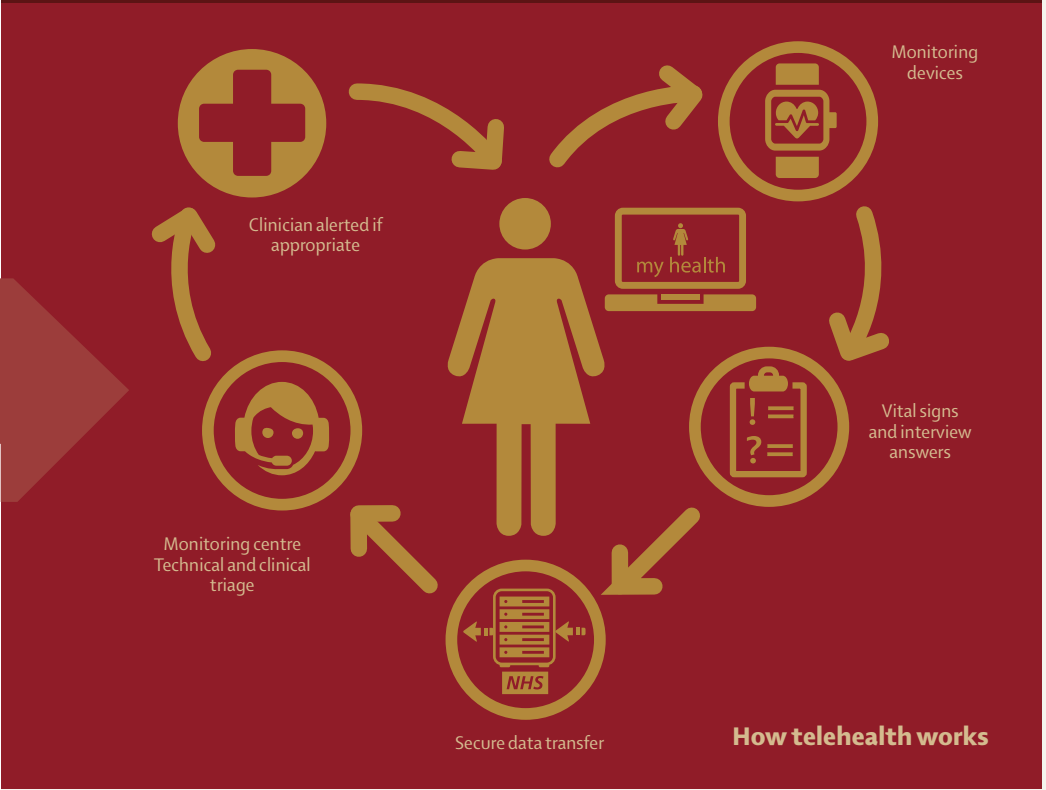 Monitoring
devices
Clinician alerted if
appropriate
my health
!
?
Vital signs
and interview
answers
Monitoring centre
Technical and clinical
triage
NHS
Secure data transfer
How telehealth works